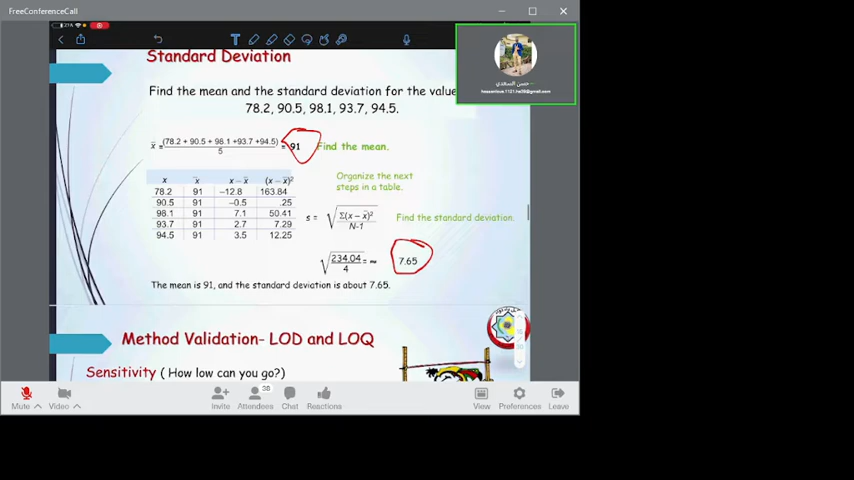 FreeConferenceCall
Standard Deviation
Find the mean and the standard deviation for the value
78.2, 90.5, 98.1, 93.7, 94.5.
x̄ = (78.2 + 90.5 + 98.1 +93.7 +94.5) / 5 = 91 Find the mean.
Organize the next
steps in a table.
x x̄ x – x̄ (x – x̄)²
78.2 91 –12.8 163.84
90.5 91 –0.5 .25
98.1 91 7.1 50.41
93.7 91 2.7 7.29
94.5 91 3.5 12.25
s = √ Σ(x – x̄)² / N-1 Find the standard deviation.
√ 234.04 / 4 = ≈ 7.65
The mean is 91, and the standard deviation is about 7.65.
Method Validation- LOD and LOQ
Sensitivity ( How low can you go?)
حسن السعدي
38
Mute Video Invite Attendees Chat Reactions View Preferences Leave